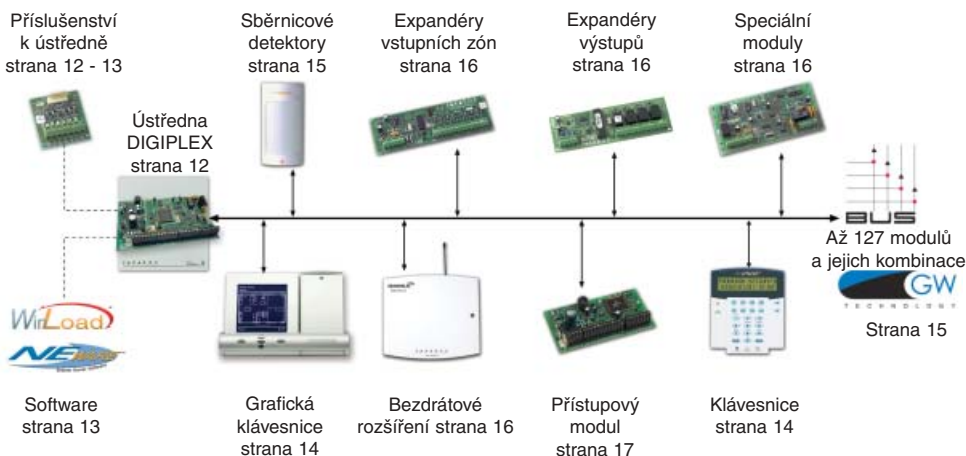 Příslušenství
k ústředně
strana 12 - 13
Sběrnicové
detektory
strana 15
Expandéry
vstupních zón
strana 16
Expandéry
výstupů
strana 16
Speciální
moduly
strana 16
Ústředna
DIGIPLEX
strana 12
BUS
Až 127 modulů
a jejich kombinace
GW
TECHNOLOGY
Strana 15
WinLoad
NEware
Software
strana 13
Grafická
klávesnice
strana 14
Bezdrátové
rozšíření strana 16
Přístupový
modul
strana 17
Klávesnice
strana 14